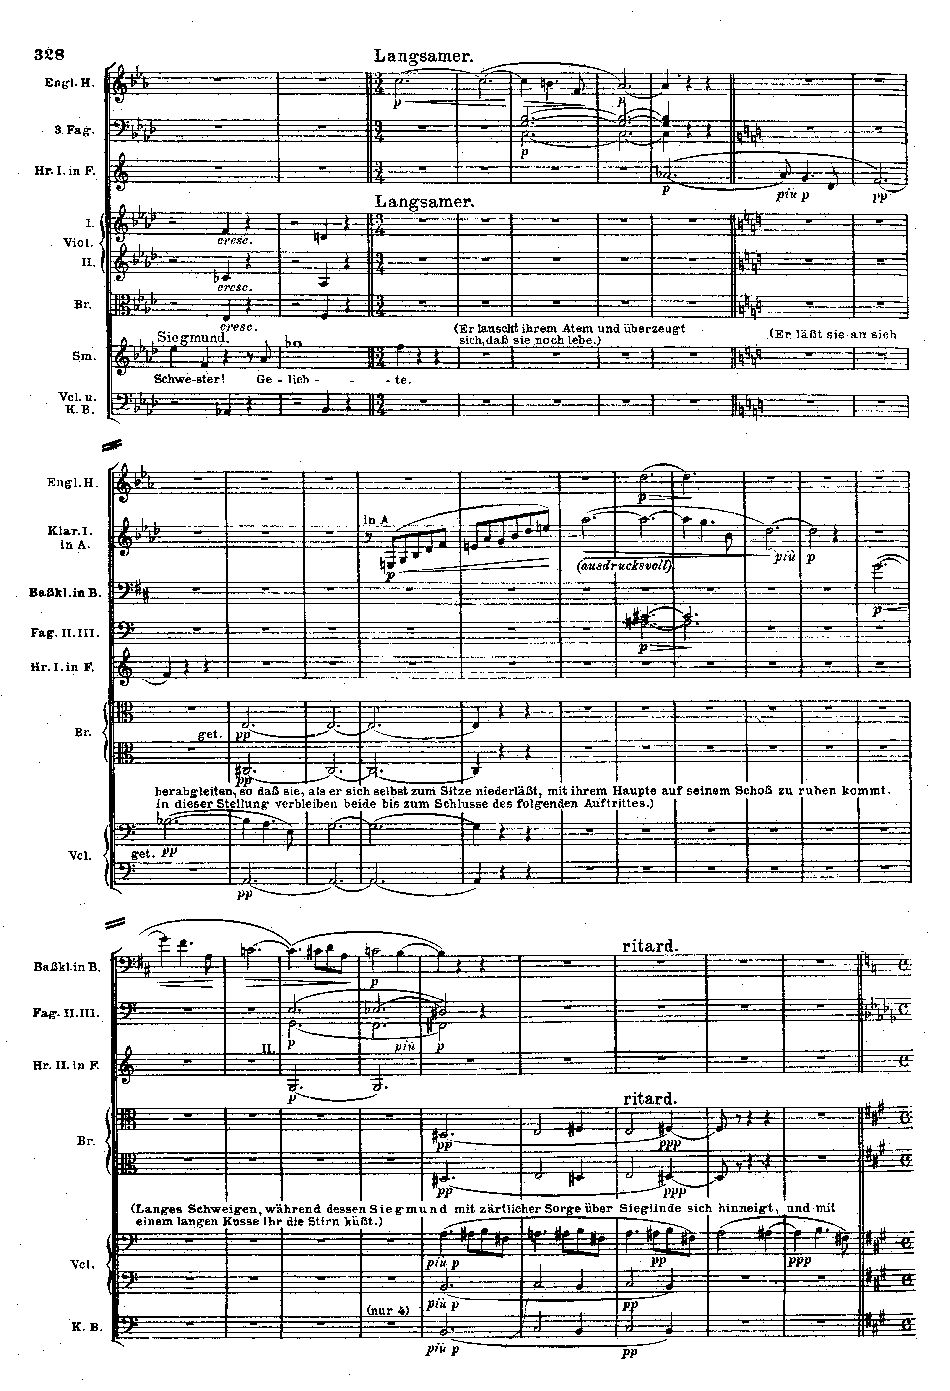 328
Langsamer.
Engl. H.
p
p
3. Fag.
p
Hr. I. in F.
p
più p
pp
Langsamer.
I.
Viol.
cresc.
II.
cresc.
Br.
cresc.
(Er lauscht ihrem Atem und überzeugt
sich, daß sie noch lebe.)
(Er läßt sie an sich
Siegmund.
Sm.
Schwe-ster! Ge - lieb - - - te.
Vcl. u.
K. B.
Engl. H.
p
in A
Klar. I.
in A.
p
(ausdrucksvoll)
più p
Baßkl. in B.
p
Fag. II. III.
p
Hr. I. in F.
Br.
get. pp
pp
herabgleiten, so daß sie, als er sich selbst zum Sitze niederläßt, mit ihrem Haupte auf seinem Schoß zu ruhen kommt.
In dieser Stellung verbleiben beide bis zum Schlusse des folgenden Auftrittes.)
Vcl.
get. pp
pp
ritard.
Baßkl. in B.
p
Fag. II. III.
p
più p
II.
Hr. II. in F.
p
ritard.
Br.
pp
ppp
pp
ppp
(Langes Schweigen, während dessen Siegmund mit zärtlicher Sorge über Sieglinde sich hinneigt, und mit
einem langen Kusse ihr die Stirn küßt.)
Vcl.
più p
pp
ppp
più p
pp
(nur 4)
K. B.
più p
pp